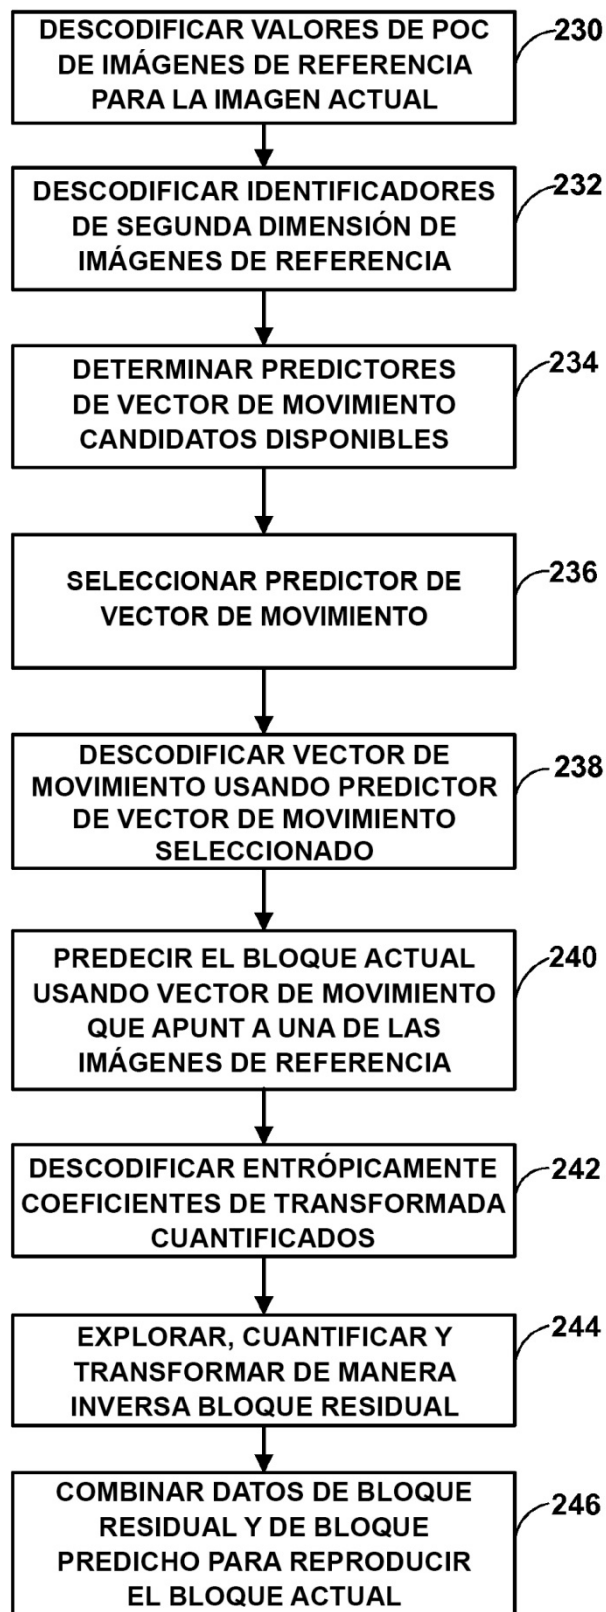 DESCODIFICAR VALORES DE POC
DE IMÁGENES DE REFERENCIA
PARA LA IMAGEN ACTUAL
230
DESCODIFICAR IDENTIFICADORES
DE SEGUNDA DIMENSIÓN DE
IMÁGENES DE REFERENCIA
232
DETERMINAR PREDICTORES
DE VECTOR DE MOVIMIENTO
CANDIDATOS DISPONIBLES
234
SELECCIONAR PREDICTOR DE
VECTOR DE MOVIMIENTO
236
DESCODIFICAR VECTOR DE
MOVIMIENTO USANDO PREDICTOR
DE VECTOR DE MOVIMIENTO
SELECCIONADO
238
PREDECIR EL BLOQUE ACTUAL
USANDO VECTOR DE MOVIMIENTO
QUE APUNT A UNA DE LAS
IMÁGENES DE REFERENCIA
240
DESCODIFICAR ENTRÓPICAMENTE
COEFICIENTES DE TRANSFORMADA
CUANTIFICADOS
242
EXPLORAR, CUANTIFICAR Y
TRANSFORMAR DE MANERA
INVERSA BLOQUE RESIDUAL
244
COMBINAR DATOS DE BLOQUE
RESIDUAL Y DE BLOQUE
PREDICHO PARA REPRODUCIR
EL BLOQUE ACTUAL
246